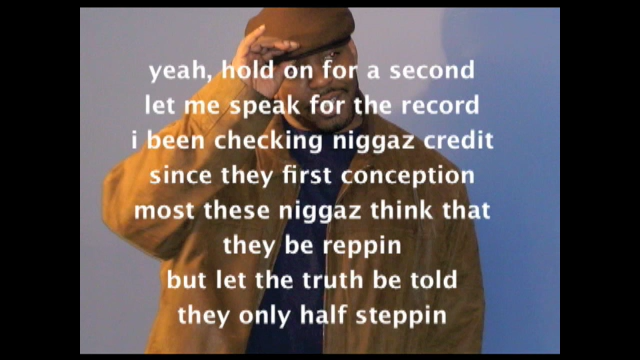 yeah, hold on for a second
let me speak for the record
i been checking niggaz credit
since they first conception
most these niggaz think that
they be reppin
but let the truth be told
they only half steppin